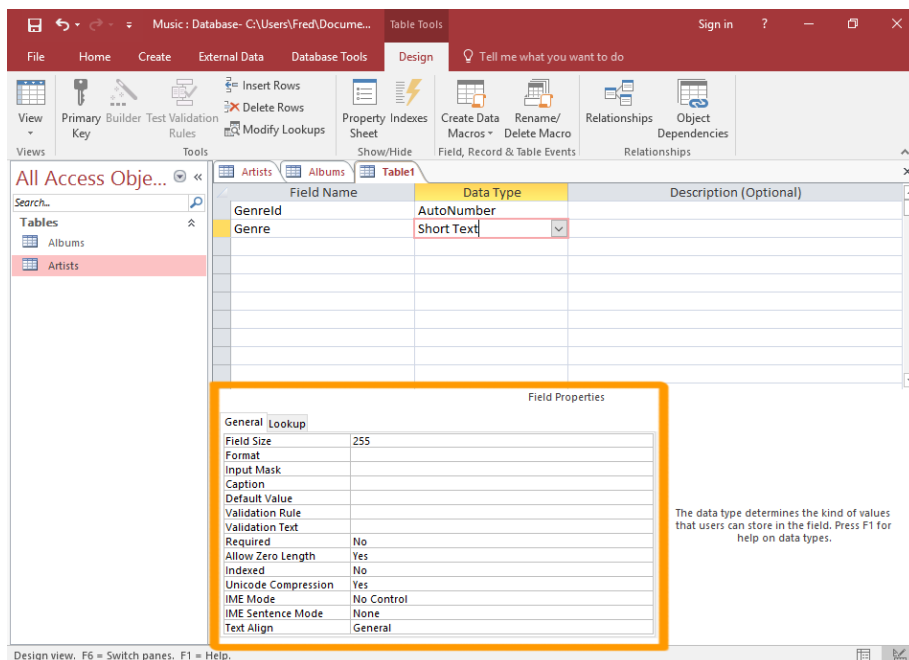 Music : Database- C:\Users\Fred\Docume... Table Tools Sign in ?
File Home Create External Data Database Tools Design Tell me what you want to do
View Primary Key Builder Test Validation Rules
Insert Rows
Delete Rows
Modify Lookups
Property Sheet Indexes
Create Data Macros Rename/ Delete Macro
Relationships Object Dependencies
Views Tools Show/Hide Field, Record & Table Events Relationships
All Access Obje... «
Search...
Tables
Albums
Artists
Artists Albums Table1
Field Name Data Type Description (Optional)
GenreId AutoNumber
Genre Short Text
Field Properties
General Lookup
Field Size 255
Format
Input Mask
Caption
Default Value
Validation Rule
Validation Text
Required No
Allow Zero Length Yes
Indexed No
Unicode Compression Yes
IME Mode No Control
IME Sentence Mode None
Text Align General
The data type determines the kind of values
that users can store in the field. Press F1 for
help on data types.
Design view. F6 = Switch panes. F1 = Help.